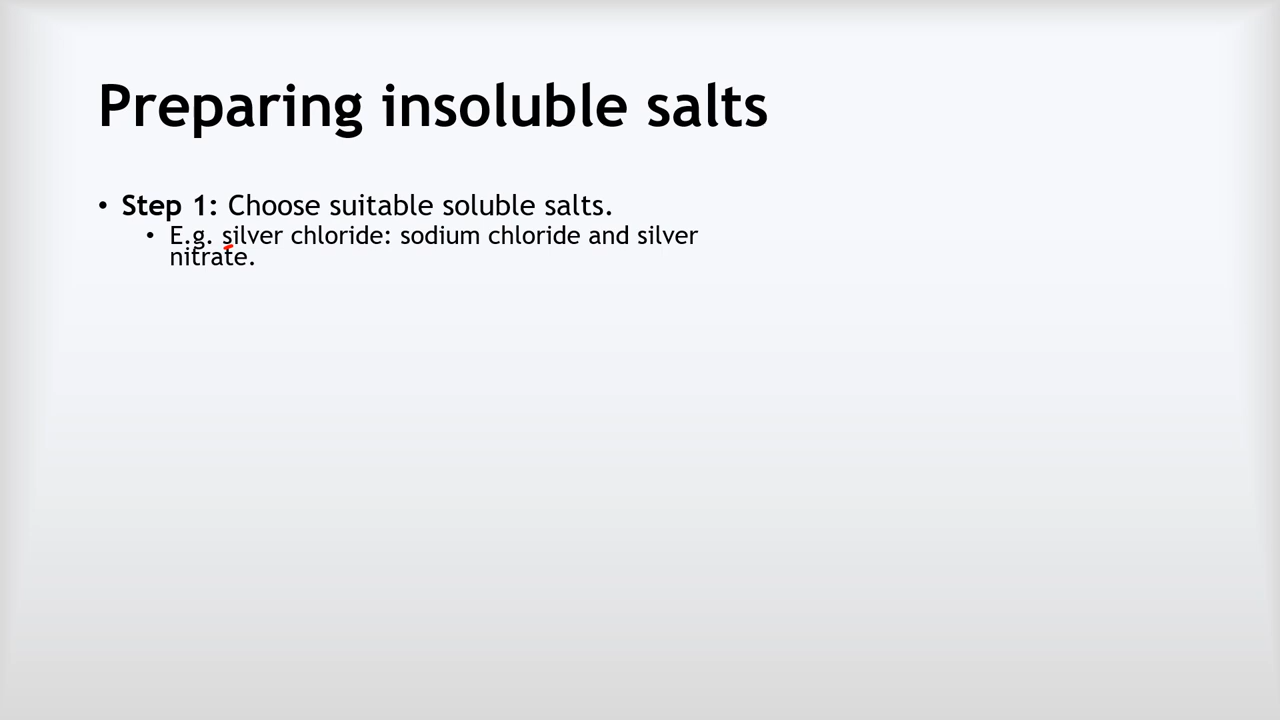 Preparing insoluble salts
• Step 1: Choose suitable soluble salts.
• E.g. silver chloride: sodium chloride and silver
nitrate.